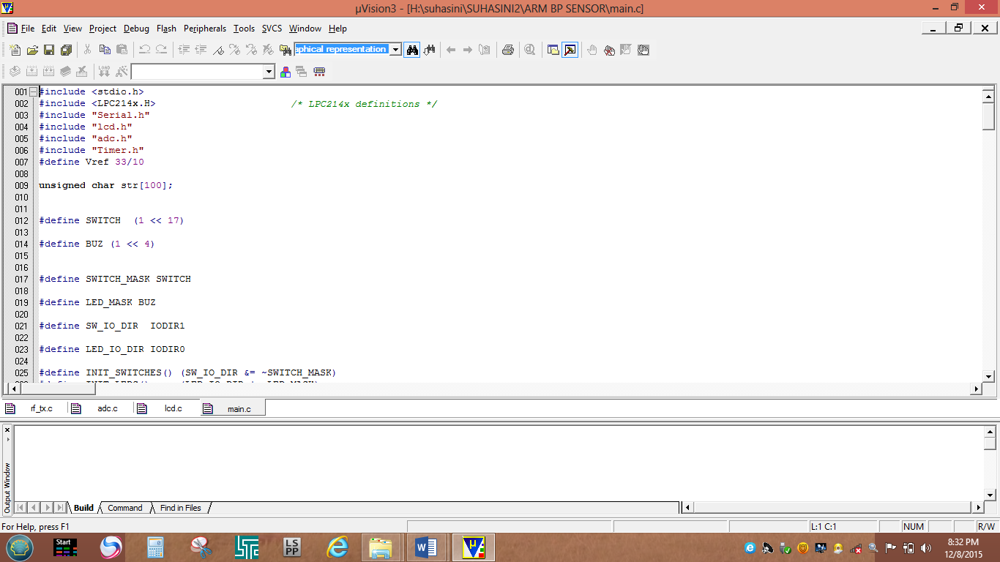 µVision3 - [H:\suhasini\SUHASINI2\ARM BP SENSOR\main.c]
File Edit View Project Debug Flash Peripherals Tools SVCS Window Help
aphical representation
001 #include <stdio.h>
002 #include <LPC214x.H> /* LPC214x definitions */
003 #include "Serial.h"
004 #include "lcd.h"
005 #include "adc.h"
006 #include "Timer.h"
007 #define Vref 33/10
008
009 unsigned char str[100];
010
011
012 #define SWITCH (1 << 17)
013
014 #define BUZ (1 << 4)
015
016
017 #define SWITCH_MASK SWITCH
018
019 #define LED_MASK BUZ
020
021 #define SW_IO_DIR IODIR1
022
023 #define LED_IO_DIR IODIR0
024
025 #define INIT_SWITCHES() (SW_IO_DIR &= ~SWITCH_MASK)
rf_tx.c adc.c lcd.c main.c
Output Window
Build Command Find in Files
For Help, press F1 L:1 C:1 NUM R/W
Start
LS
PP
8:32 PM
12/8/2015